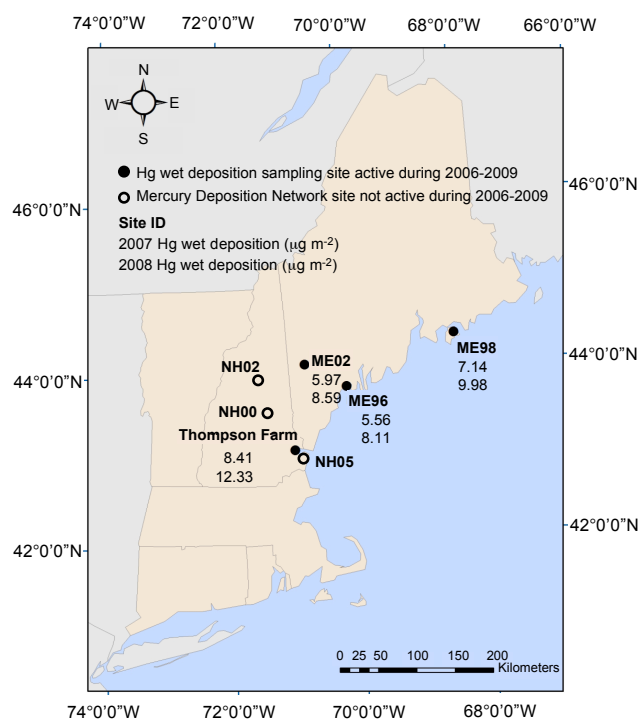 74°0'0"W 72°0'0"W 70°0'0"W 68°0'0"W 66°0'0"W
N
W E
S
Hg wet deposition sampling site active during 2006-2009
Mercury Deposition Network site not active during 2006-2009
Site ID
2007 Hg wet deposition (μg m-2)
2008 Hg wet deposition (μg m-2)
46°0'0"N
46°0'0"N
44°0'0"N
44°0'0"N
42°0'0"N
42°0'0"N
ME98
7.14
9.98
NH02
ME02
5.97
8.59
ME96
5.56
8.11
NH00
Thompson Farm
8.41
12.33
NH05
0 25 50 100 150 200
Kilometers
74°0'0"W 72°0'0"W 70°0'0"W 68°0'0"W